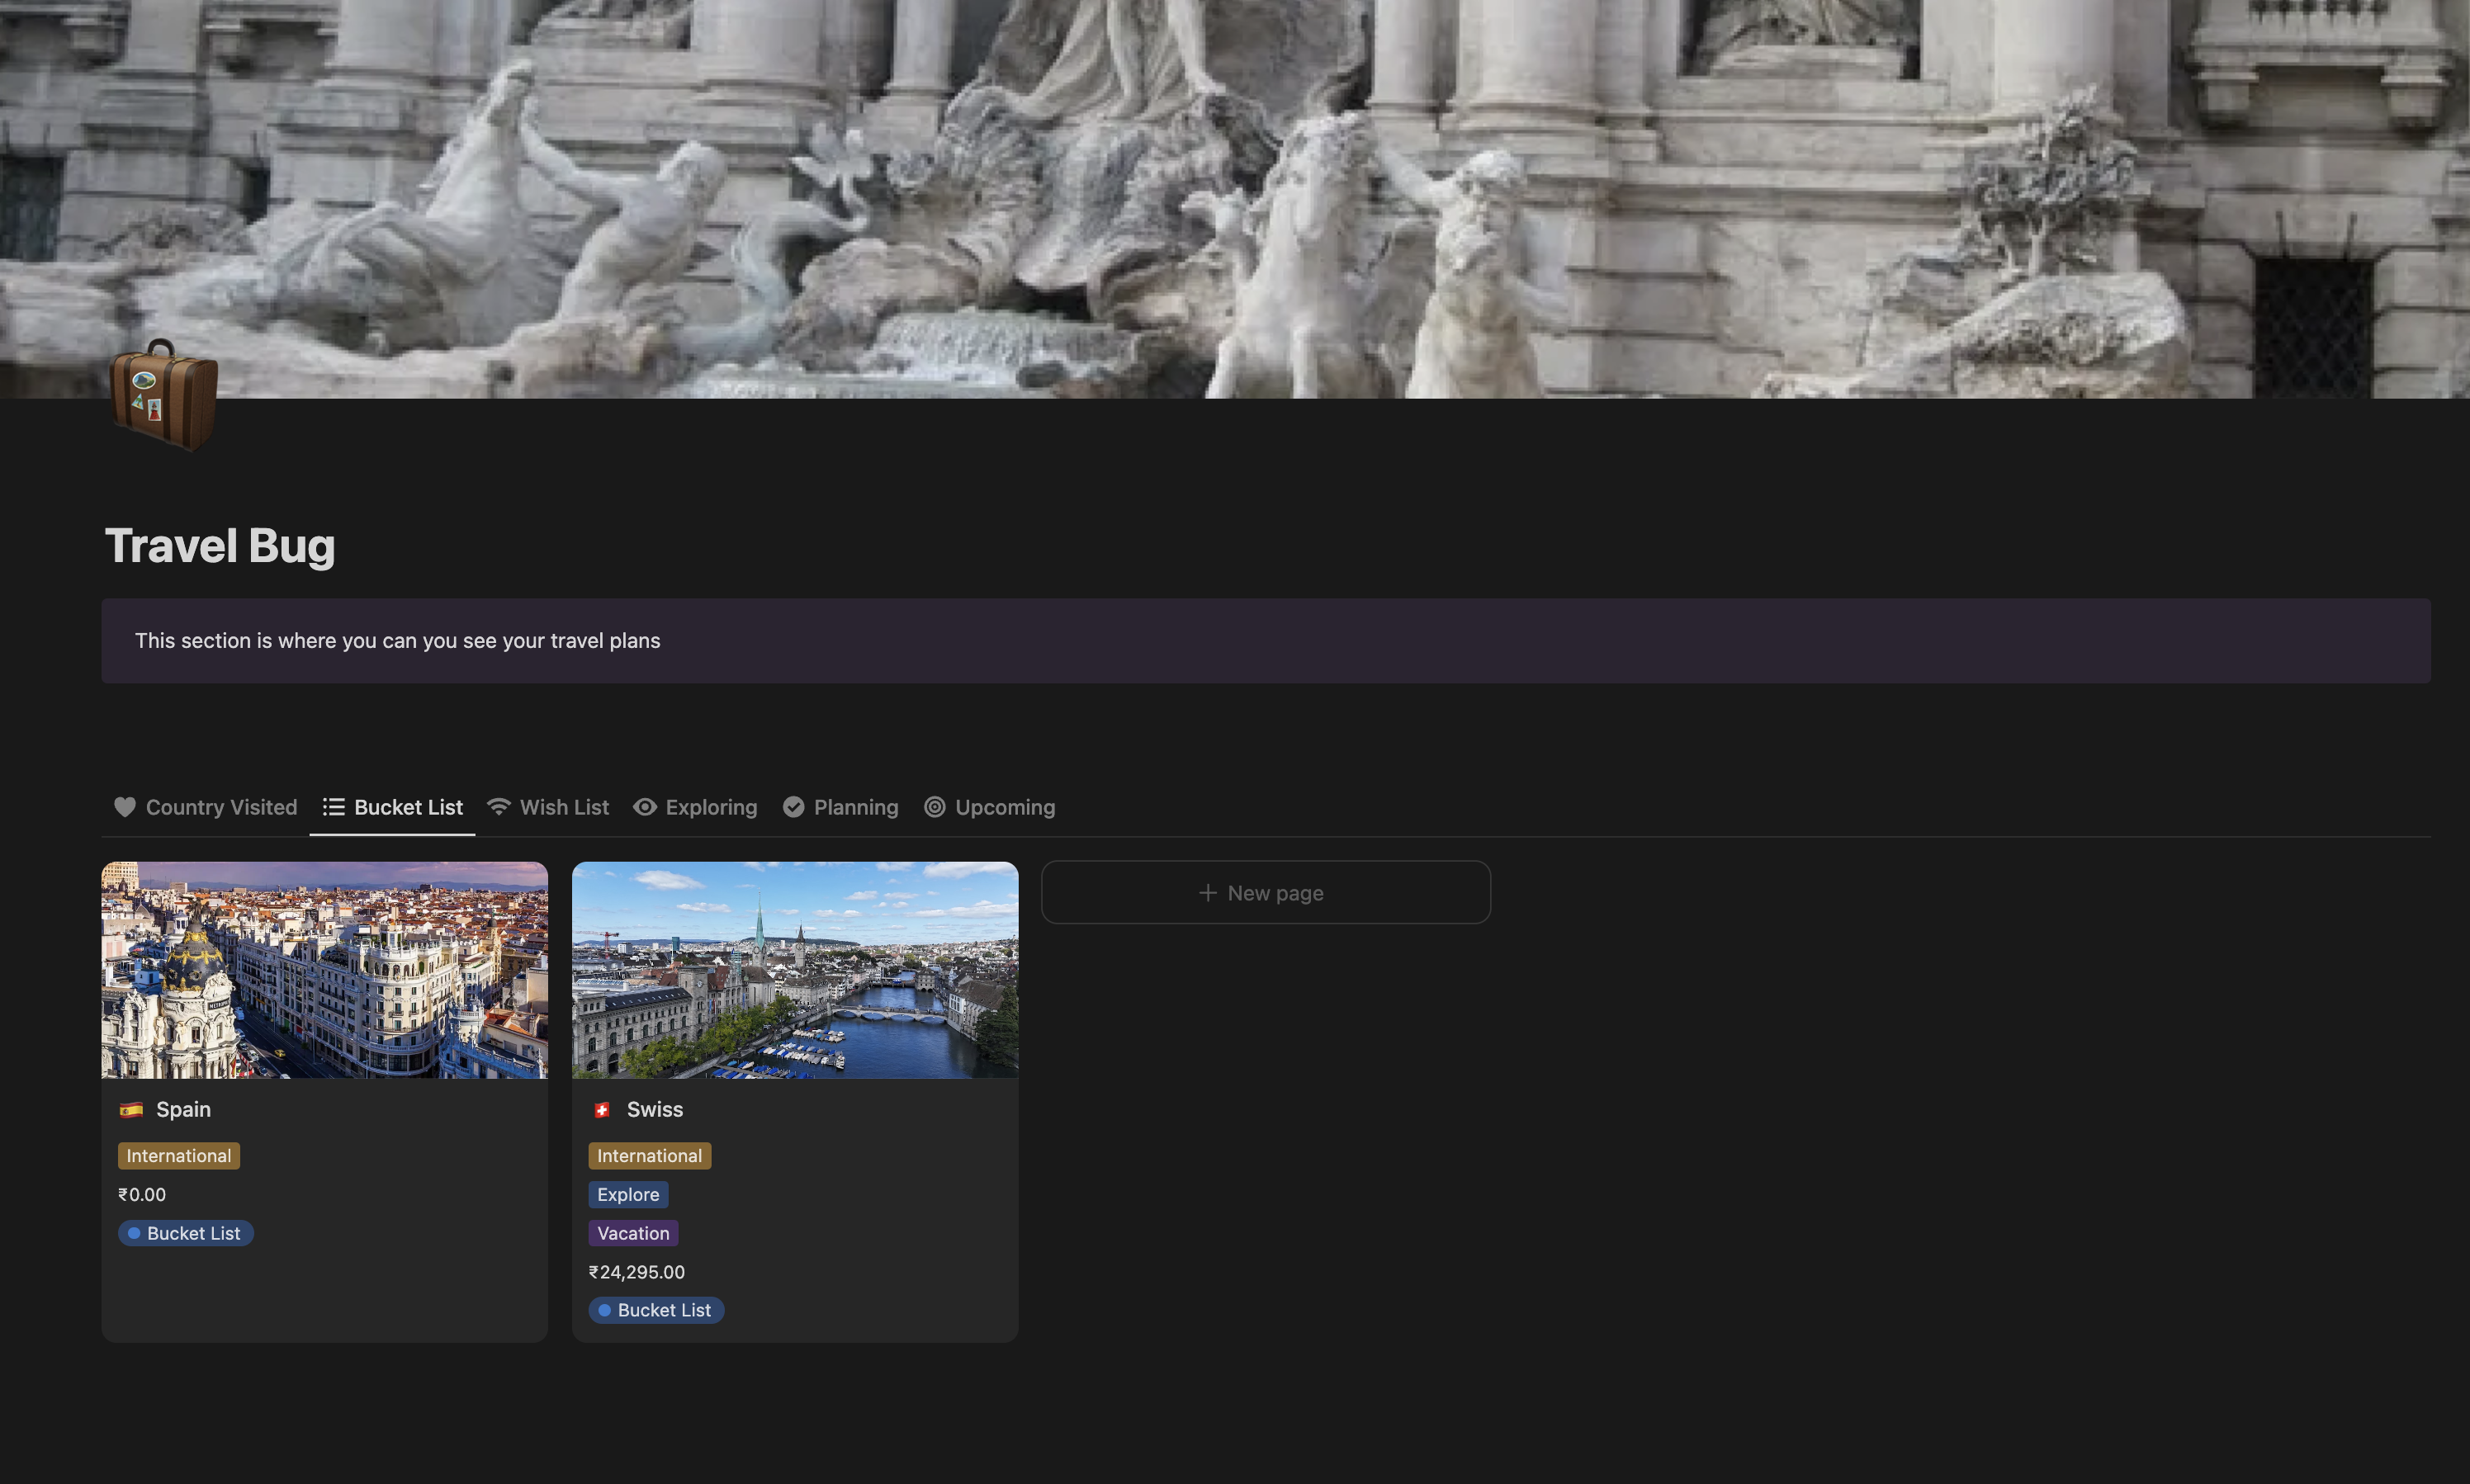 Travel Bug
This section is where you can you see your travel plans
Country Visited Bucket List Wish List Exploring Planning Upcoming
METROPOLIS
Spain
International
₹0.00
Bucket List
Swiss
International
Explore
Vacation
₹24,295.00
Bucket List
+ New page